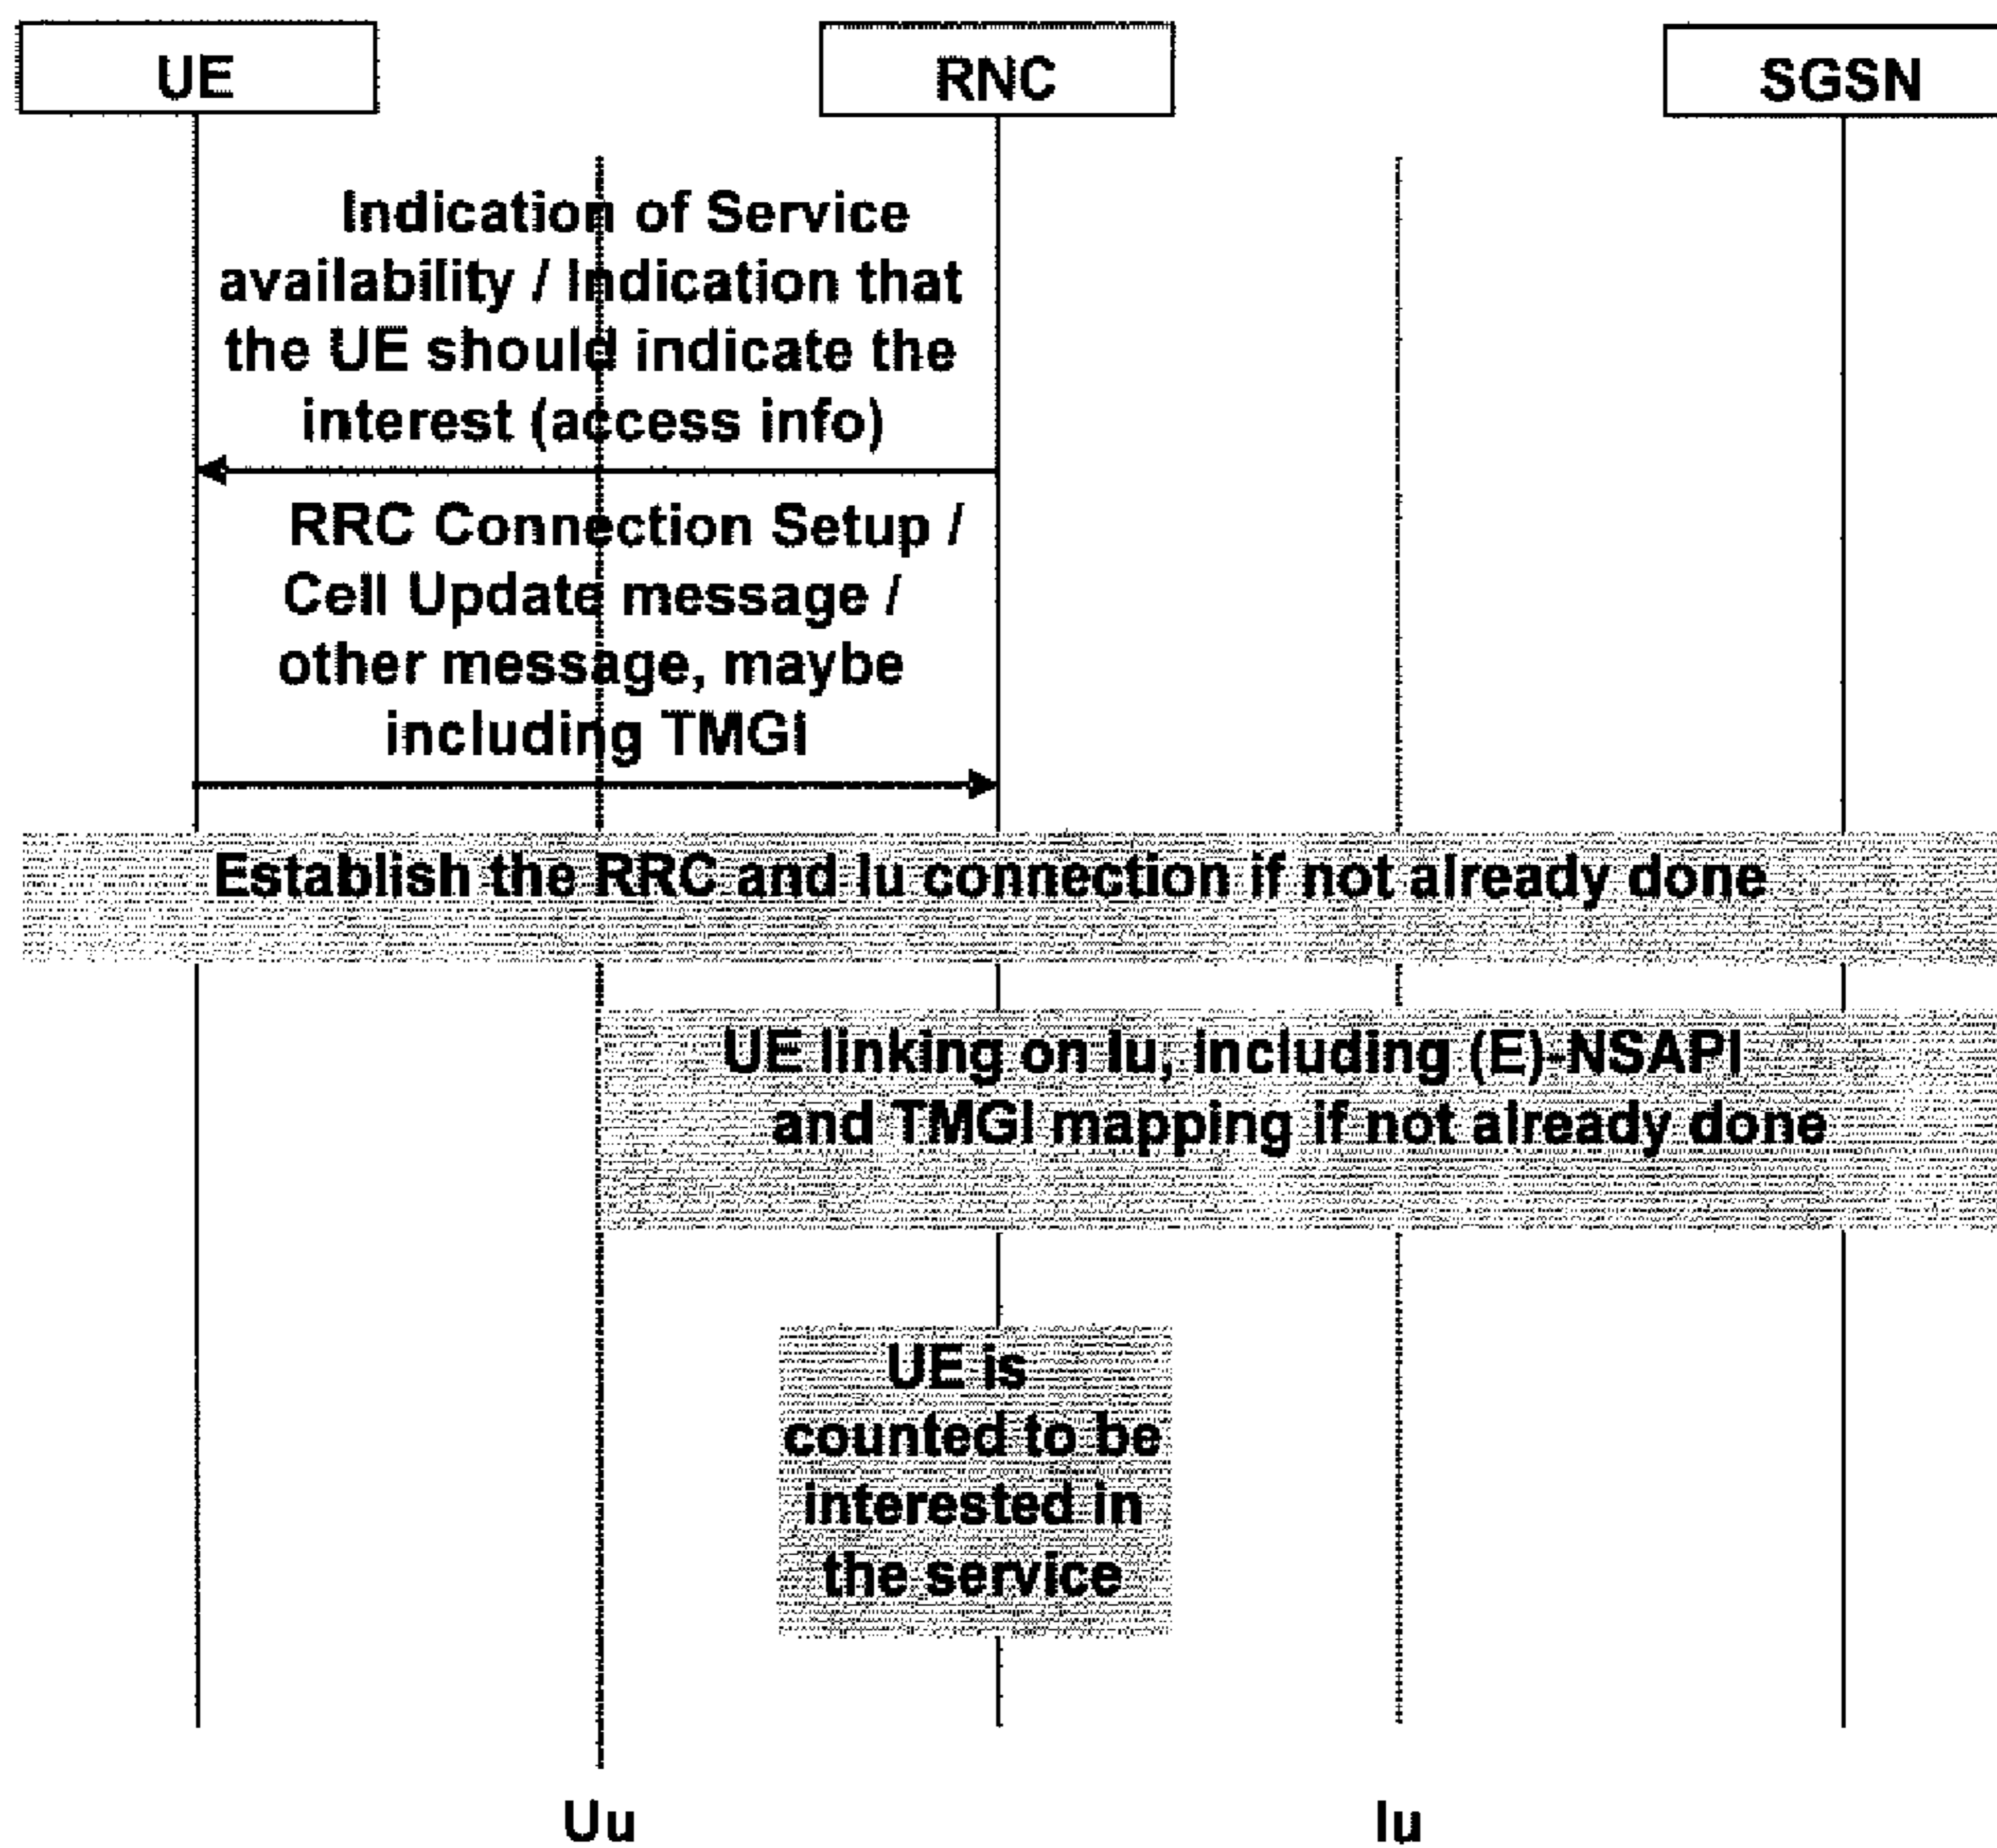 UE
RNC
SGSN
Indication of Service
availability / Indication that
the UE should indicate the
interest (access info)
RRC Connection Setup /
Cell Update message /
other message, maybe
including TMGI
Establish the RRC and Iu connection if not already done
UE linking on Iu, including (E)-NSAPI
and TMGI mapping if not already done
UE is
counted to be
interested in
the service
Uu
Iu